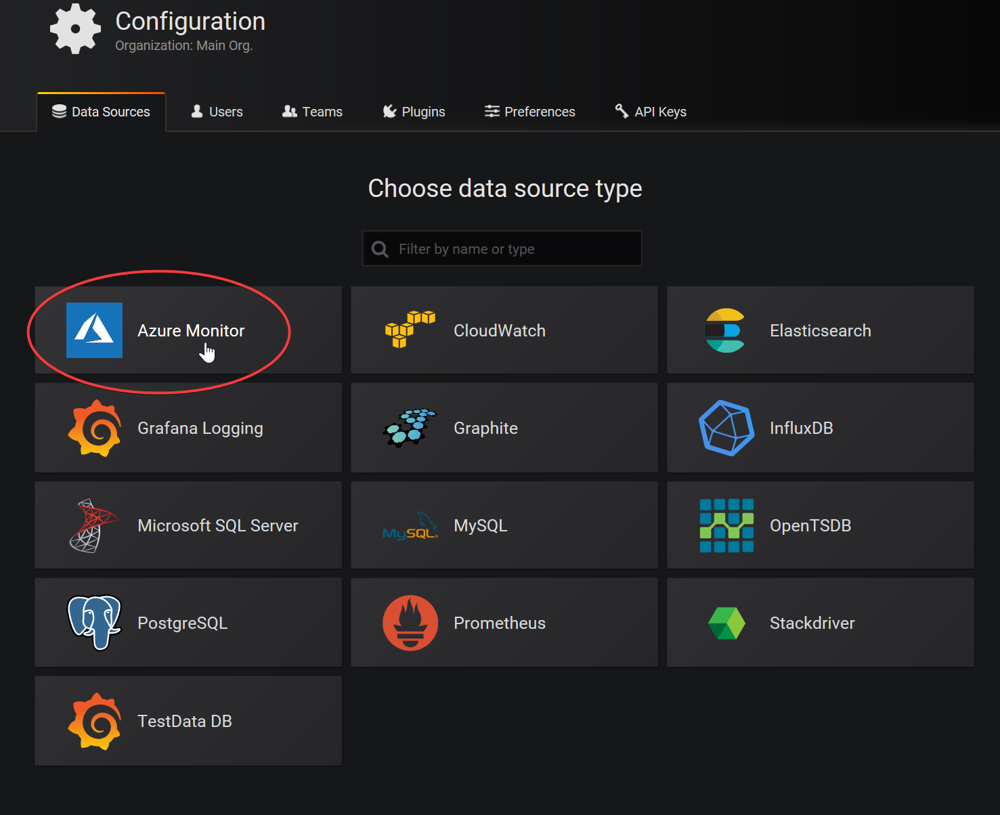 Configuration
Organization: Main Org.
Data Sources
Users
Teams
Plugins
Preferences
API Keys
Choose data source type
Filter by name or type
Azure Monitor
CloudWatch
Elasticsearch
Grafana Logging
Graphite
InfluxDB
Microsoft SQL Server
MySQL
MySQL
OpenTSDB
PostgreSQL
Prometheus
Stackdriver
TestData DB